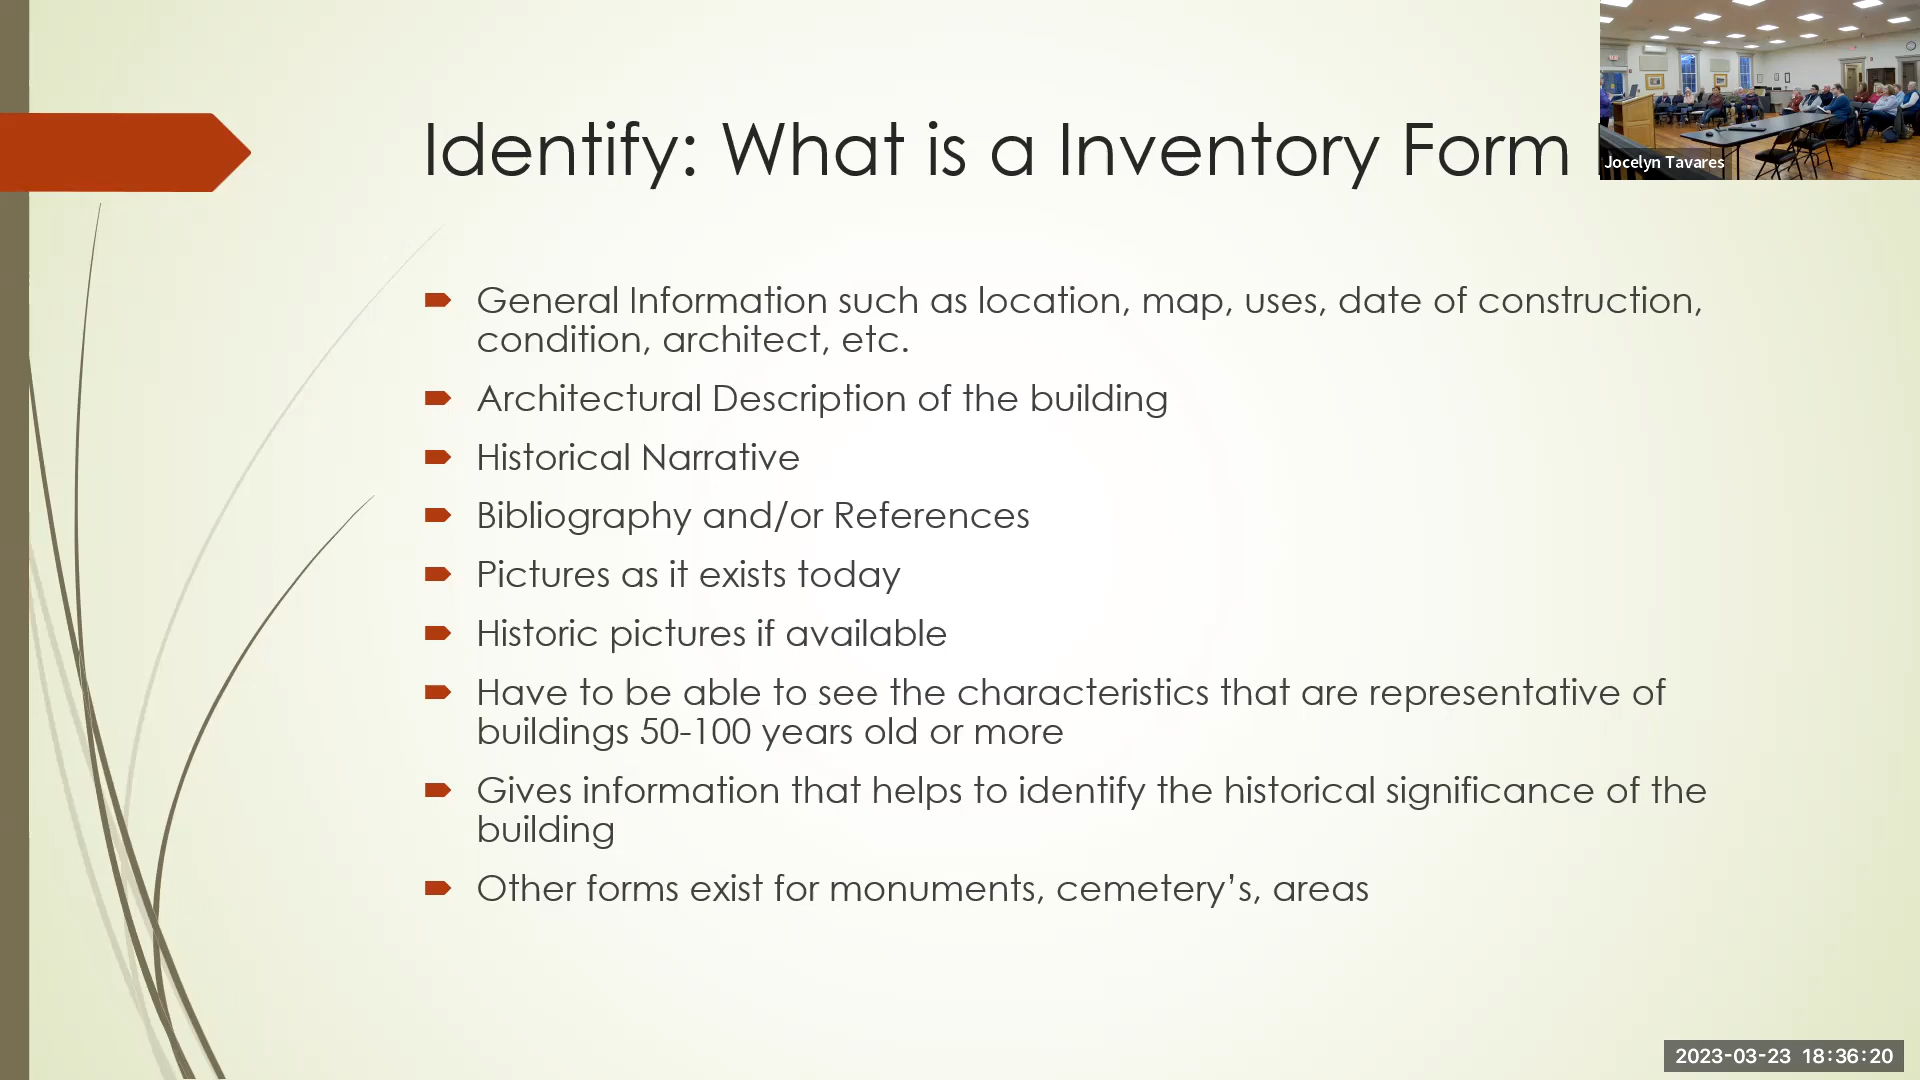 Identify: What is a Inventory Form
Jocelyn Tavares
General Information such as location, map, uses, date of construction,
condition, architect, etc.
Architectural Description of the building
Historical Narrative
Bibliography and/or References
Pictures as it exists today
Historic pictures if available
Have to be able to see the characteristics that are representative of
buildings 50-100 years old or more
Gives information that helps to identify the historical significance of the
building
Other forms exist for monuments, cemetery’s, areas
2023-03-23 18:36:20